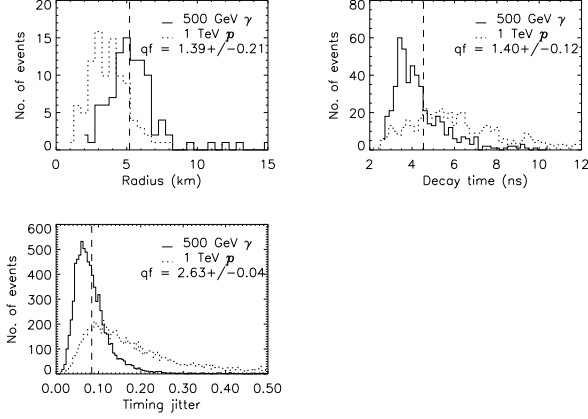 20
15
10
5
0
No. of events
500 GeV γ
1 TeV p
qf = 1.39+/−0.21
0 5 10 15
Radius (km)
80
60
40
20
0
No. of events
500 GeV γ
1 TeV p
qf = 1.40+/−0.12
2 4 6 8 10 12
Decay time (ns)
600
500
400
300
200
100
0
No. of events
500 GeV γ
1 TeV p
qf = 2.63+/−0.04
0.00 0.10 0.20 0.30 0.40 0.50
Timing jitter